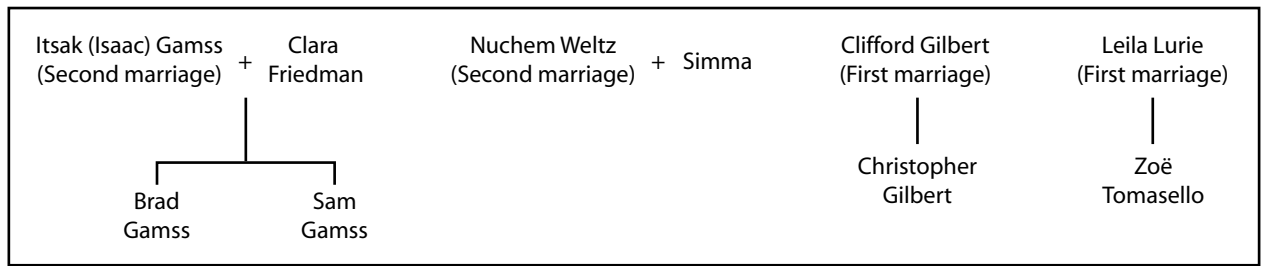 Itsak (Isaac) Gamss
(Second marriage)
+
Clara
Friedman
Brad
Gamss
Sam
Gamss
Nuchem Weltz
(Second marriage)
+
Simma
Clifford Gilbert
(First marriage)
Christopher
Gilbert
Leila Lurie
(First marriage)
Zoë
Tomasello